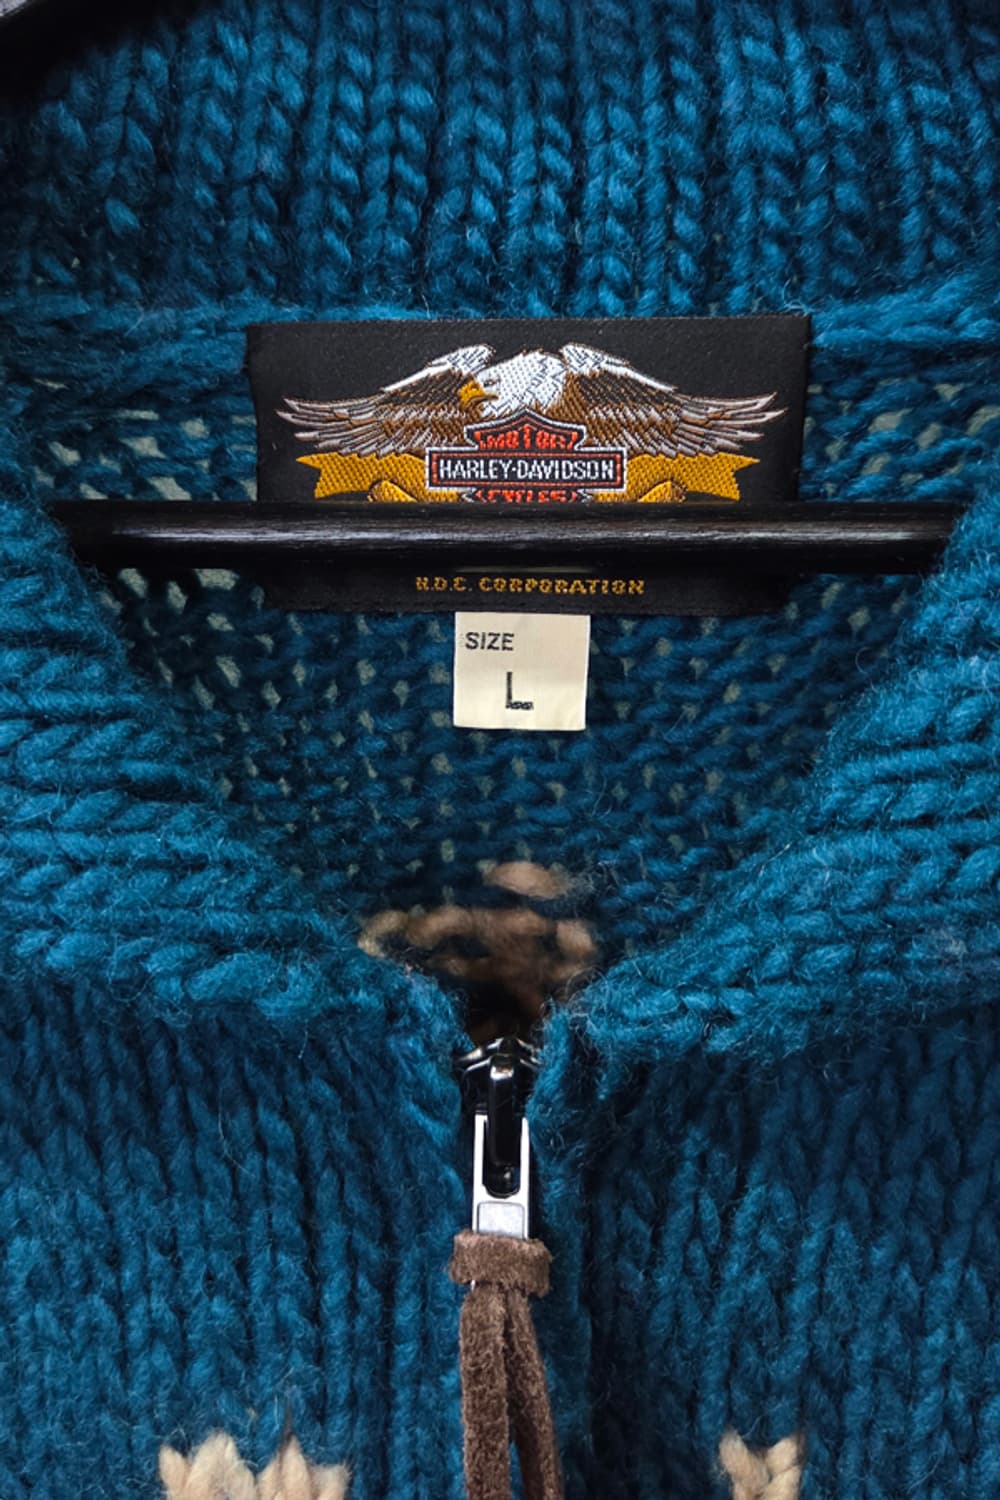 MOTOR
HARLEY-DAVIDSON
CYCLES
H.D.C. CORPORATION
SIZE
L